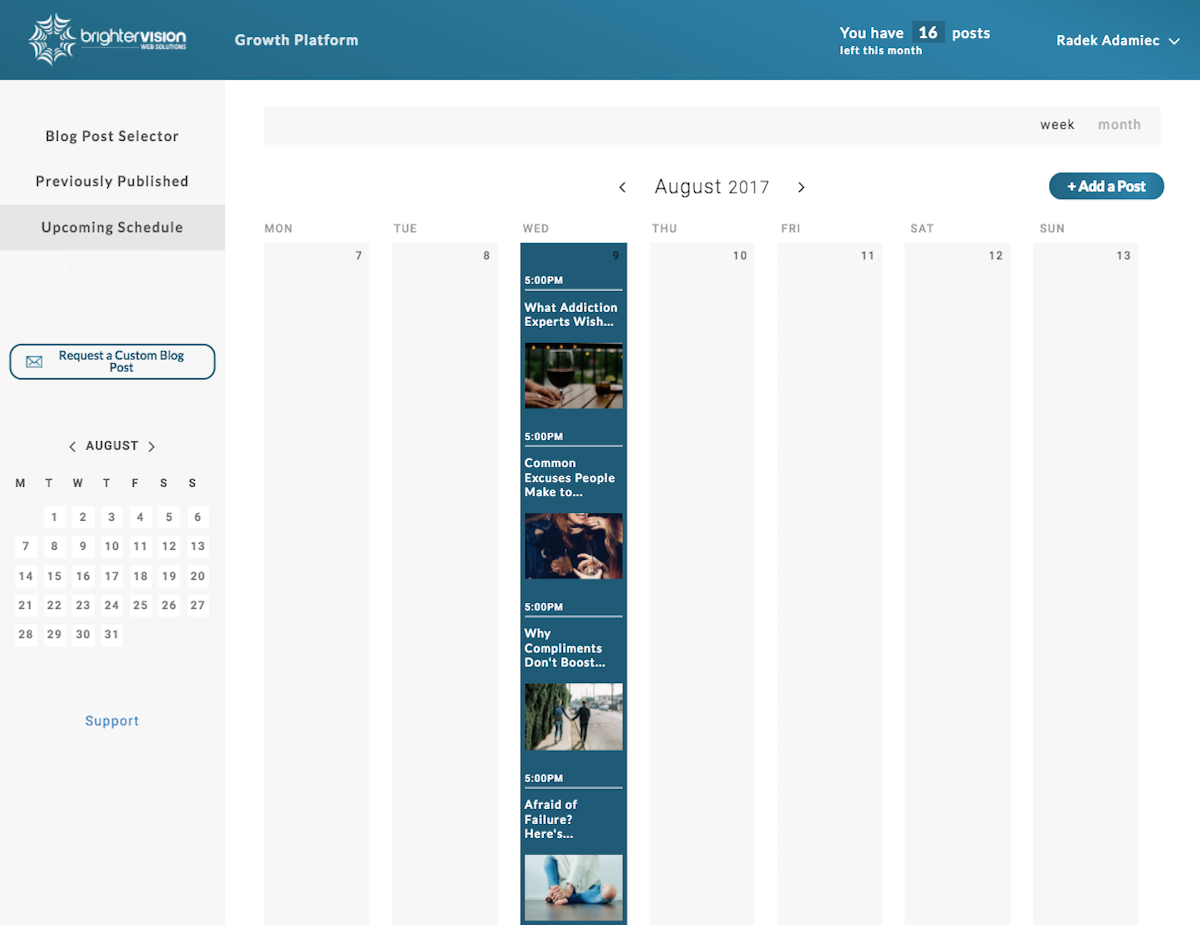 brightervision
WEB SOLUTIONS
Growth Platform
You have 16 posts
left this month
Radek Adamiec
Blog Post Selector
Previously Published
Upcoming Schedule
Request a Custom Blog
Post
AUGUST
M T W T F S S
1 2 3 4 5 6
7 8 9 10 11 12 13
14 15 16 17 18 19 20
21 22 23 24 25 26 27
28 29 30 31
Support
week month
August 2017
+ Add a Post
MON TUE WED THU FRI SAT SUN
7 8 9 10 11 12 13
5:00PM
What Addiction
Experts Wish...
5:00PM
Common
Excuses People
Make to...
5:00PM
Why
Compliments
Don't Boost...
5:00PM
Afraid of
Failure?
Here's...